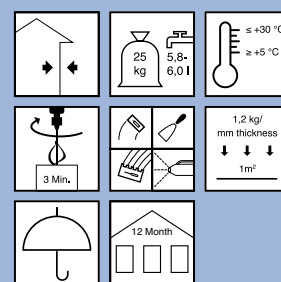 25
kg
5,8-
6,0 l
≤ +30 °C
≥ +5 °C
3 Min.
1,2 kg/
mm thickness
1m²
12 Month